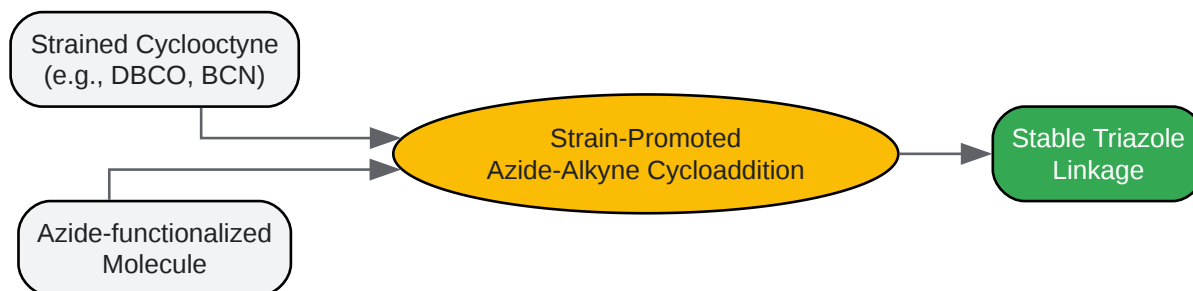 Strained Cyclooctyne
(e.g., DBCO, BCN)
Azide-functionalized
Molecule
Strain-Promoted
Azide-Alkyne Cycloaddition
Stable Triazole
Linkage